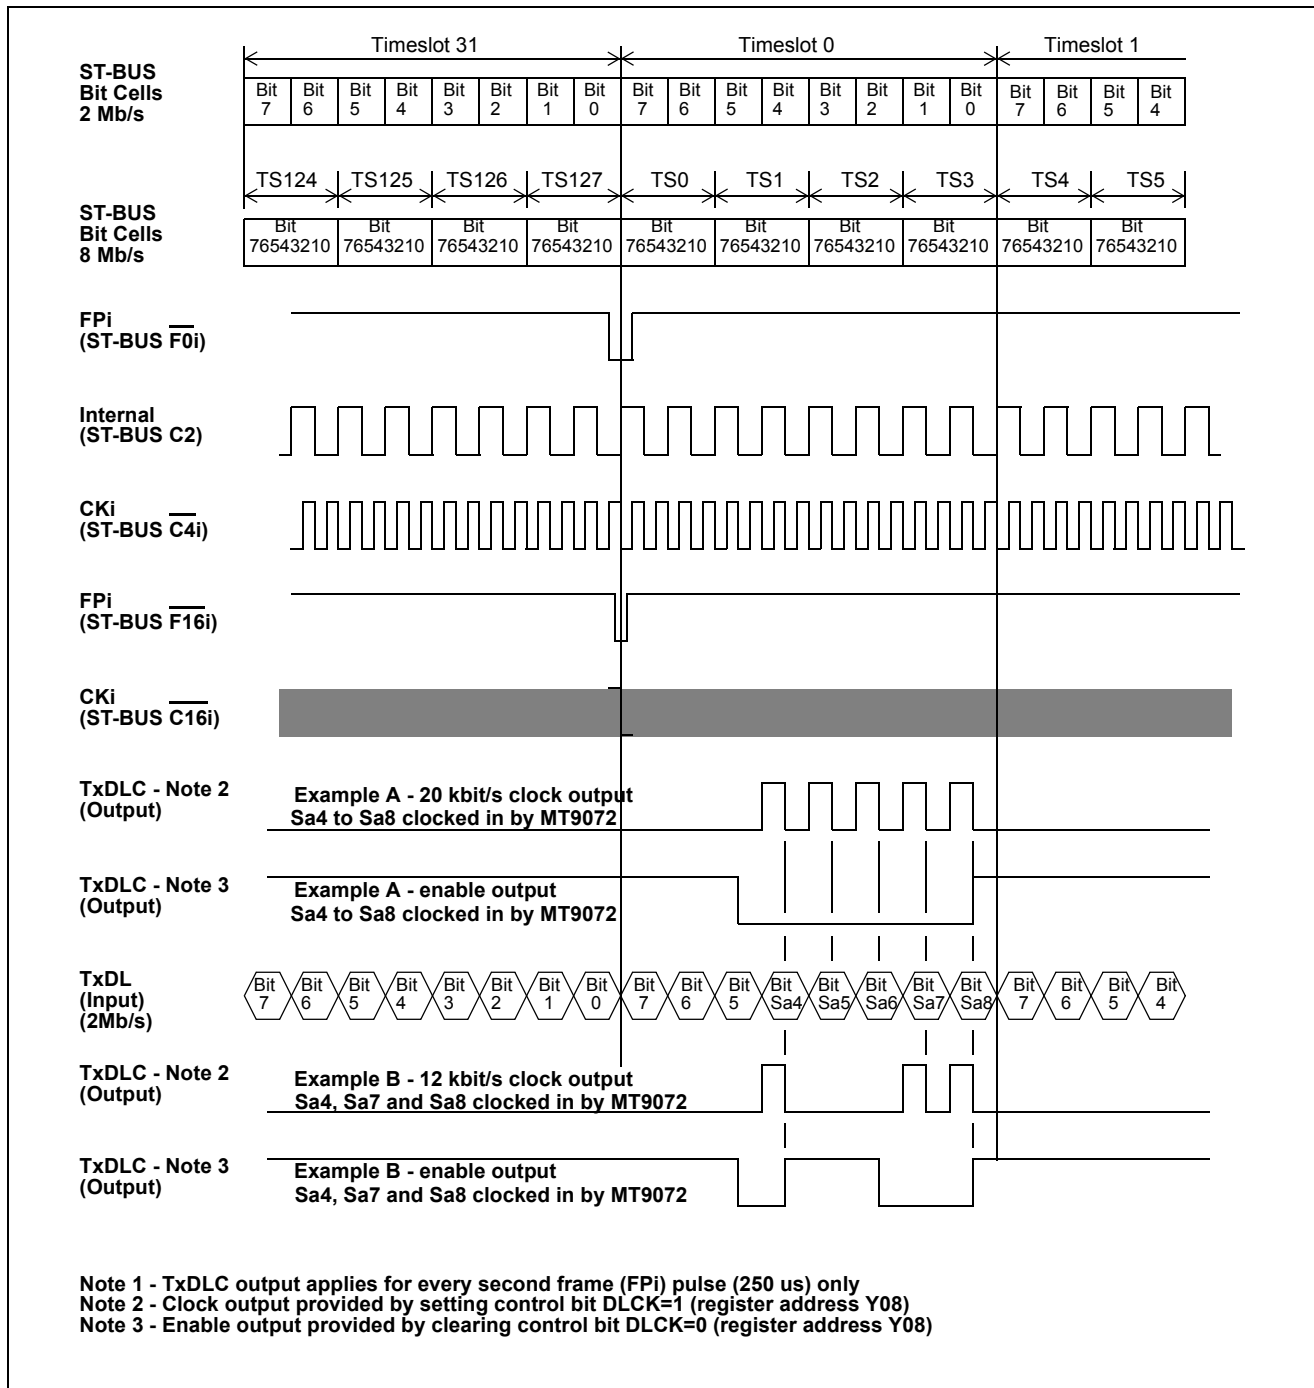 Timeslot 31 Timeslot 0 Timeslot 1
ST-BUS
Bit Cells
2 Mb/s
Bit Bit Bit Bit Bit Bit Bit Bit Bit Bit Bit Bit Bit Bit Bit Bit Bit Bit Bit Bit
7 6 5 4 3 2 1 0 7 6 5 4 3 2 1 0 7 6 5 4
TS124 TS125 TS126 TS127 TS0 TS1 TS2 TS3 TS4 TS5
ST-BUS
Bit Cells
8 Mb/s
Bit Bit Bit Bit Bit Bit Bit Bit Bit Bit
76543210 76543210 76543210 76543210 76543210 76543210 76543210 76543210 76543210 76543210
FPi
(ST-BUS F0i)
Internal
(ST-BUS C2)
CKi
(ST-BUS C4i)
FPi
(ST-BUS F16i)
CKi
(ST-BUS C16i)
TxDLC - Note 2
(Output)
Example A - 20 kbit/s clock output
Sa4 to Sa8 clocked in by MT9072
TxDLC - Note 3
(Output)
Example A - enable output
Sa4 to Sa8 clocked in by MT9072
TxDL
(Input)
(2Mb/s)
Bit Bit Bit Bit Bit Bit Bit Bit Bit Bit Bit Bit Bit Bit Bit Bit Bit Bit Bit Bit
7 6 5 4 3 2 1 0 7 6 5 Sa4 Sa5 Sa6 Sa7 Sa8 7 6 5 4
TxDLC - Note 2
(Output)
Example B - 12 kbit/s clock output
Sa4, Sa7 and Sa8 clocked in by MT9072
TxDLC - Note 3
(Output)
Example B - enable output
Sa4, Sa7 and Sa8 clocked in by MT9072
Note 1 - TxDLC output applies for every second frame (FPi) pulse (250 us) only
Note 2 - Clock output provided by setting control bit DLCK=1 (register address Y08)
Note 3 - Enable output provided by clearing control bit DLCK=0 (register address Y08)